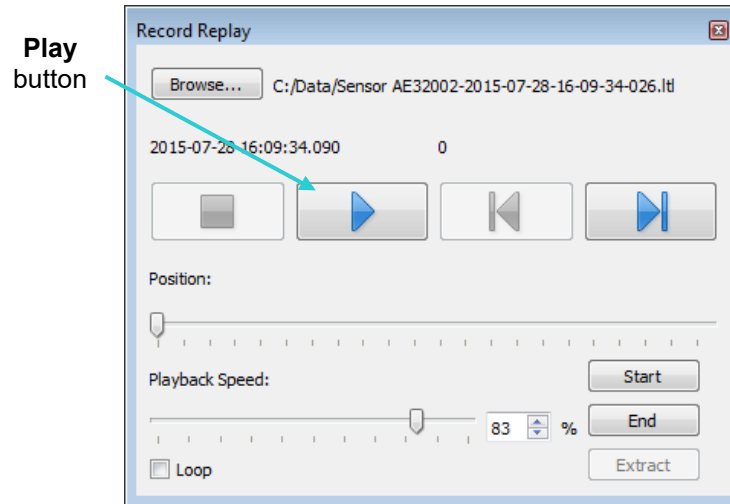 Record Replay
Play
button
Browse... C:/Data/Sensor AE32002-2015-07-28-16-09-34-026.ltl
2015-07-28 16:09:34.090 0
Position:
Playback Speed:
Start
83 %
End
Loop
Extract